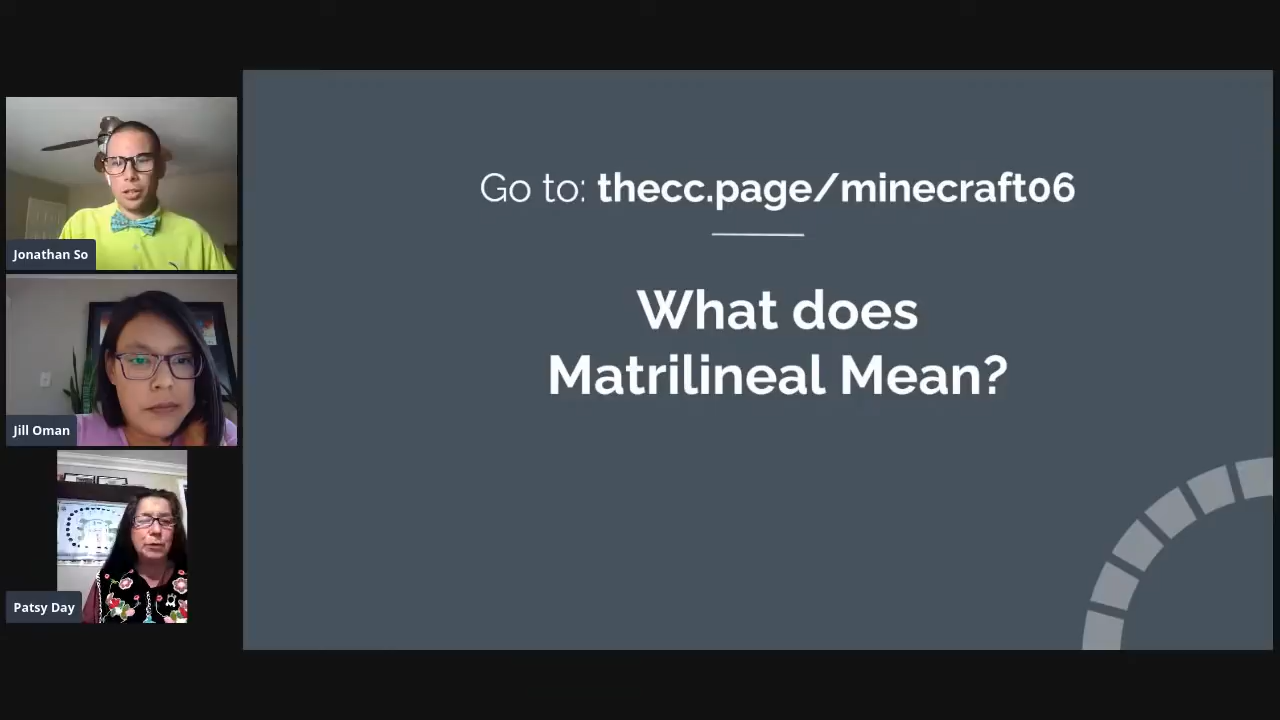 Jonathan So
Jill Oman
Patsy Day
Go to: thecc.page/minecraft06
What does
Matrilineal Mean?